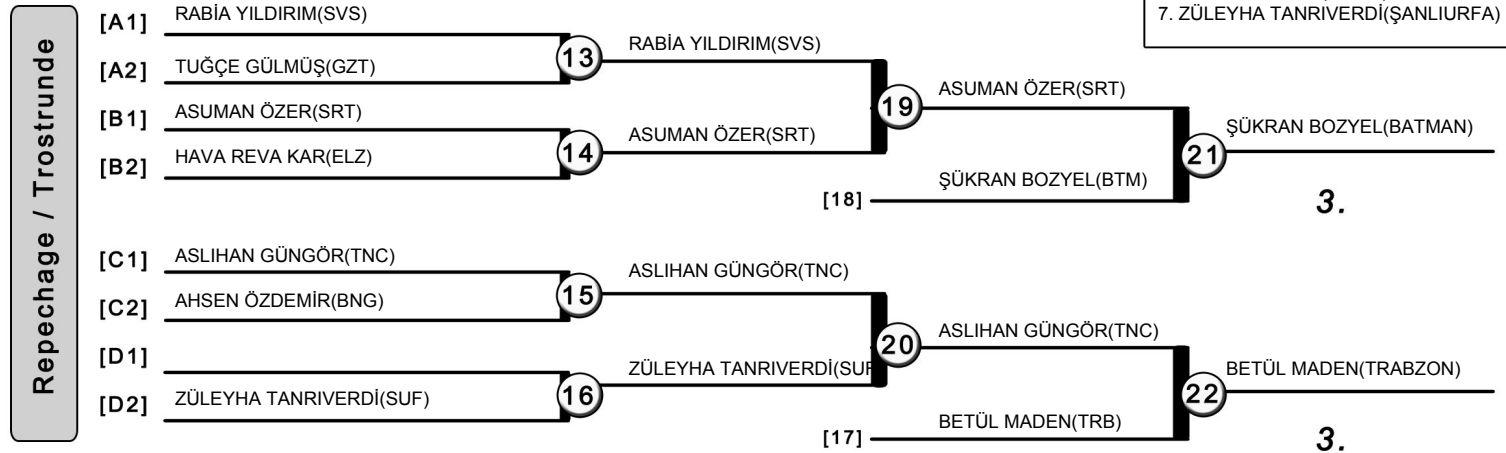 7. ZÜLEYHA TANRIVERDİ(ŞANLIURFA)
Repechage / Trostrunde
[A1] RABİA YILDIRIM(SVS)
[A2] TUĞÇE GÜLMÜŞ(GZT)
13
RABİA YILDIRIM(SVS)
[B1] ASUMAN ÖZER(SRT)
[B2] HAVA REVA KAR(ELZ)
14
ASUMAN ÖZER(SRT)
19
ASUMAN ÖZER(SRT)
[18] ŞÜKRAN BOZYEL(BTM)
21
ŞÜKRAN BOZYEL(BATMAN)
3.
[C1] ASLIHAN GÜNGÖR(TNC)
[C2] AHSEN ÖZDEMİR(BNG)
15
ASLIHAN GÜNGÖR(TNC)
[D1]
[D2] ZÜLEYHA TANRIVERDİ(SUF)
16
ZÜLEYHA TANRIVERDİ(SUF
20
ASLIHAN GÜNGÖR(TNC)
[17] BETÜL MADEN(TRB)
22
BETÜL MADEN(TRABZON)
3.